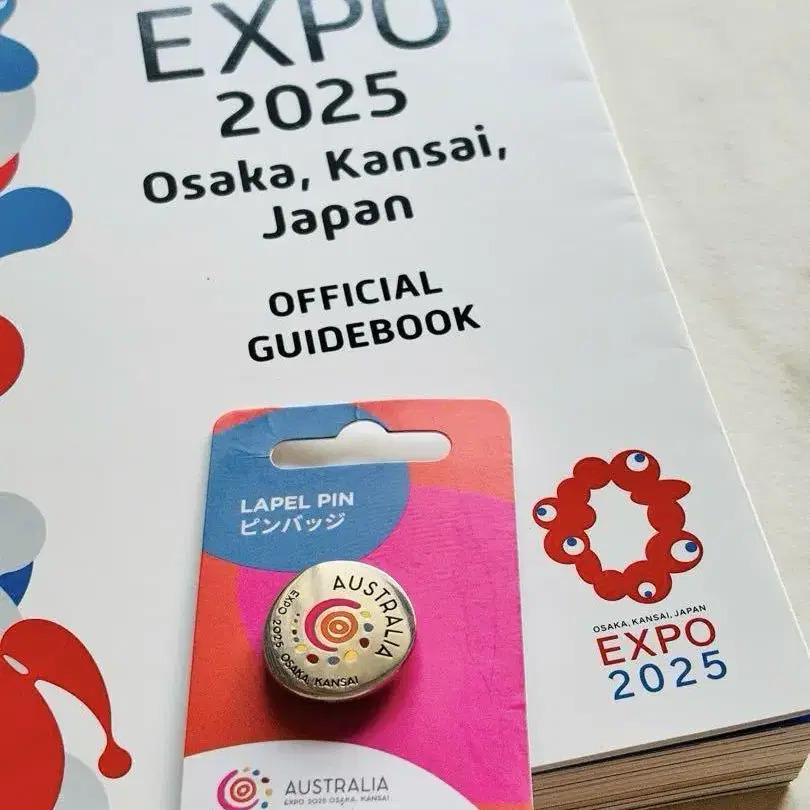 EXPO
2025
Osaka, Kansai,
Japan
OFFICIAL
GUIDEBOOK
LAPEL PIN
ピンバッジ
AUSTRALIA
EXPO 2025 OSAKA, KANSAI
AUSTRALIA
EXPO 2025 OSAKA, KANSAI
OSAKA, KANSAI, JAPAN
EXPO
2025